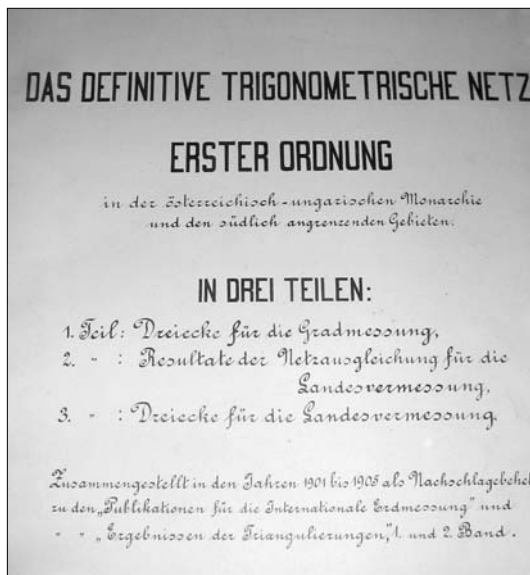 DAS DEFINITIVE TRIGONOMETRISCHE NETZ
ERSTER ORDNUNG
in der österreichisch-ungarischen Monarchie
und den südlich angrenzenden Gebieten.
IN DREI TEILEN:
1. Teil: Dreiecke für die Gradmessung,
2. " : Resultate der Netzausgleichung für die
Landesvermessung,
3. " : Dreiecke für die Landesvermessung.
Zusammengestellt in den Jahren 1901 bis 1905 als Nachschlagebehel
zu den „Publikationen für die Internationale Erdmessung" und
" " „Ergebnissen der Triangulierungen," 1. und 2. Band.